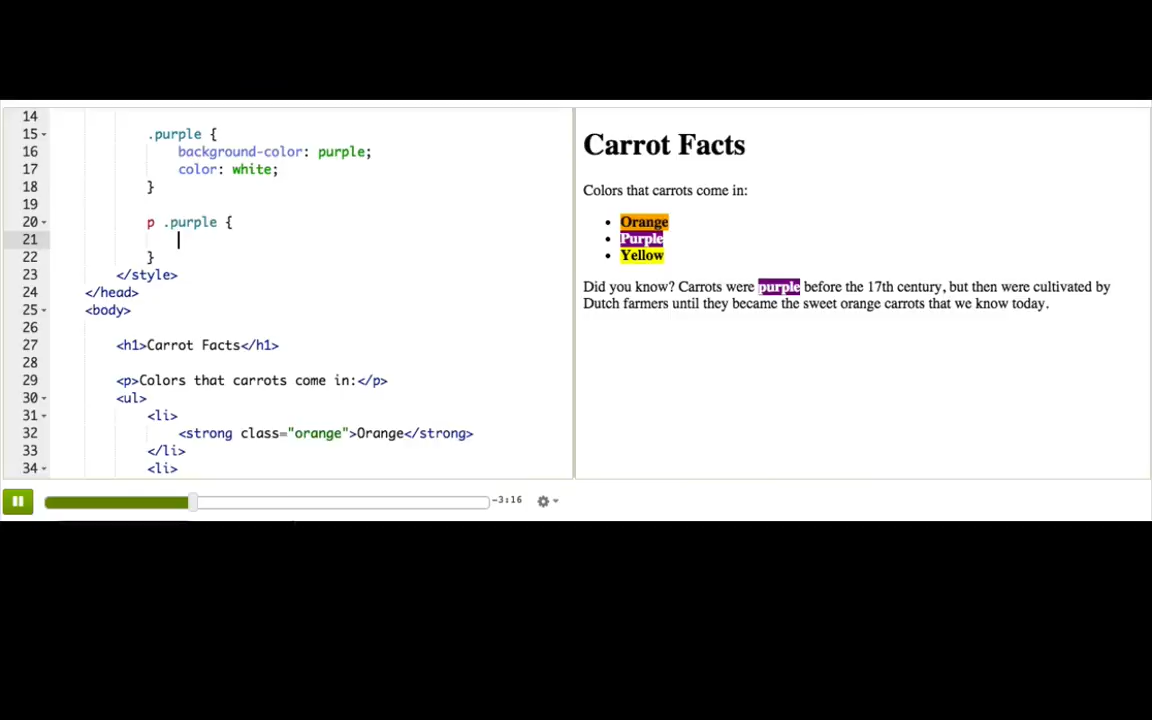 14
15 .purple {
16 background-color: purple;
17 color: white;
18 }
19
20 p .purple {
21
22 }
23 </style>
24 </head>
25 <body>
26
27 <h1>Carrot Facts</h1>
28
29 <p>Colors that carrots come in:</p>
30 <ul>
31 <li>
32 <strong class="orange">Orange</strong>
33 </li>
34 <li>
-3:16
Carrot Facts
Colors that carrots come in:
• Orange
• Purple
• Yellow
Did you know? Carrots were purple before the 17th century, but then were cultivated by
Dutch farmers until they became the sweet orange carrots that we know today.